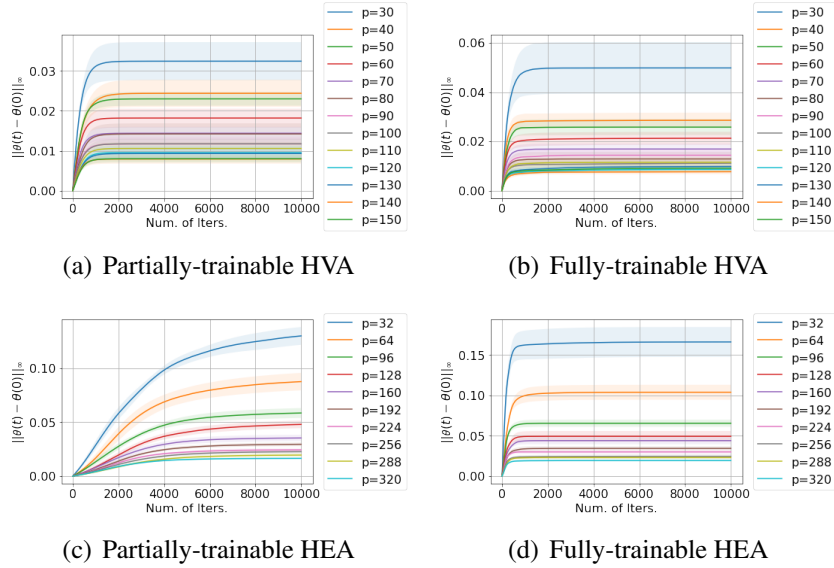 ||θ(t) − θ(0)||∞
0.03
0.02
0.01
0.00
0 2000 4000 6000 8000 10000
Num. of Iters.
p=30
p=40
p=50
p=60
p=70
p=80
p=90
p=100
p=110
p=120
p=130
p=140
p=150
(a) Partially-trainable HVA
||θ(t) − θ(0)||∞
0.06
0.04
0.02
0.00
0 2000 4000 6000 8000 10000
Num. of Iters.
p=30
p=40
p=50
p=60
p=70
p=80
p=90
p=100
p=110
p=120
p=130
p=140
p=150
(b) Fully-trainable HVA
||θ(t) − θ(0)||∞
0.10
0.05
0.00
0 2000 4000 6000 8000 10000
Num. of Iters.
p=32
p=64
p=96
p=128
p=160
p=192
p=224
p=256
p=288
p=320
(c) Partially-trainable HEA
||θ(t) − θ(0)||∞
0.15
0.10
0.05
0.00
0 2000 4000 6000 8000 10000
Num. of Iters.
p=32
p=64
p=96
p=128
p=160
p=192
p=224
p=256
p=288
p=320
(d) Fully-trainable HEA